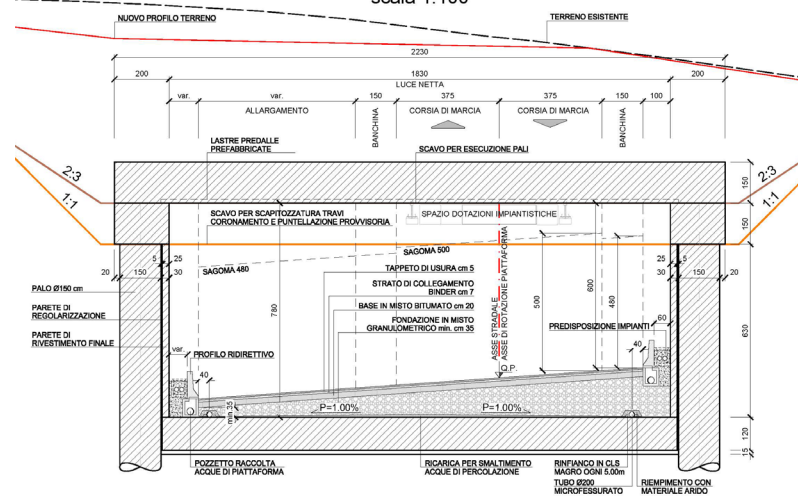 scala 1:100
NUOVO PROFILO TERRENO
TERRENO ESISTENTE
2230
200
1830
200
LUCE NETTA
var.
var.
150
375
375
150
100
ALLARGAMENTO
BANCHINA
CORSIA DI MARCIA
CORSIA DI MARCIA
BANCHINA
LASTRE PREDALLE
PREFABBRICATE
SCAVO PER ESECUZIONE PALI
2:3
2:3
1:1
1:1
150
150
SCAVO PER SCAPITOZZATURA TRAVI
CORONAMENTO E PUNTELLAZIONE PROVVISORIA
SPAZIO DOTAZIONI IMPIANTISTICHE
SAGOMA 500
SAGOMA 480
5
25
25
5
20
150
30
30
150
20
TAPPETO DI USURA cm 5
STRATO DI COLLEGAMENTO
BINDER cm 7
BASE IN MISTO BITUMATO cm 20
FONDAZIONE IN MISTO
GRANULOMETRICO min. cm 35
PALO Ø150 cm
PARETE DI
REGOLARIZZAZIONE
PARETE DI
RIVESTIMENTO FINALE
780
ASSE STRADALE
ASSE DI ROTAZIONE PIATTAFORMA
500
600
480
630
60
PREDISPOSIZIONE IMPIANTI
var.
PROFILO RIDIRETTIVO
40
40
Q.P.
min. 35
P=1.00%
P=1.00%
120
15
POZZETTO RACCOLTA
ACQUE DI PIATTAFORMA
RICARICA PER SMALTIMENTO
ACQUE DI PERCOLAZIONE
RINFIANCO IN CLS
MAGRO OGNI 5.00m
TUBO Ø200
MICROFESSURATO
RIEMPIMENTO CON
MATERIALE ARIDO